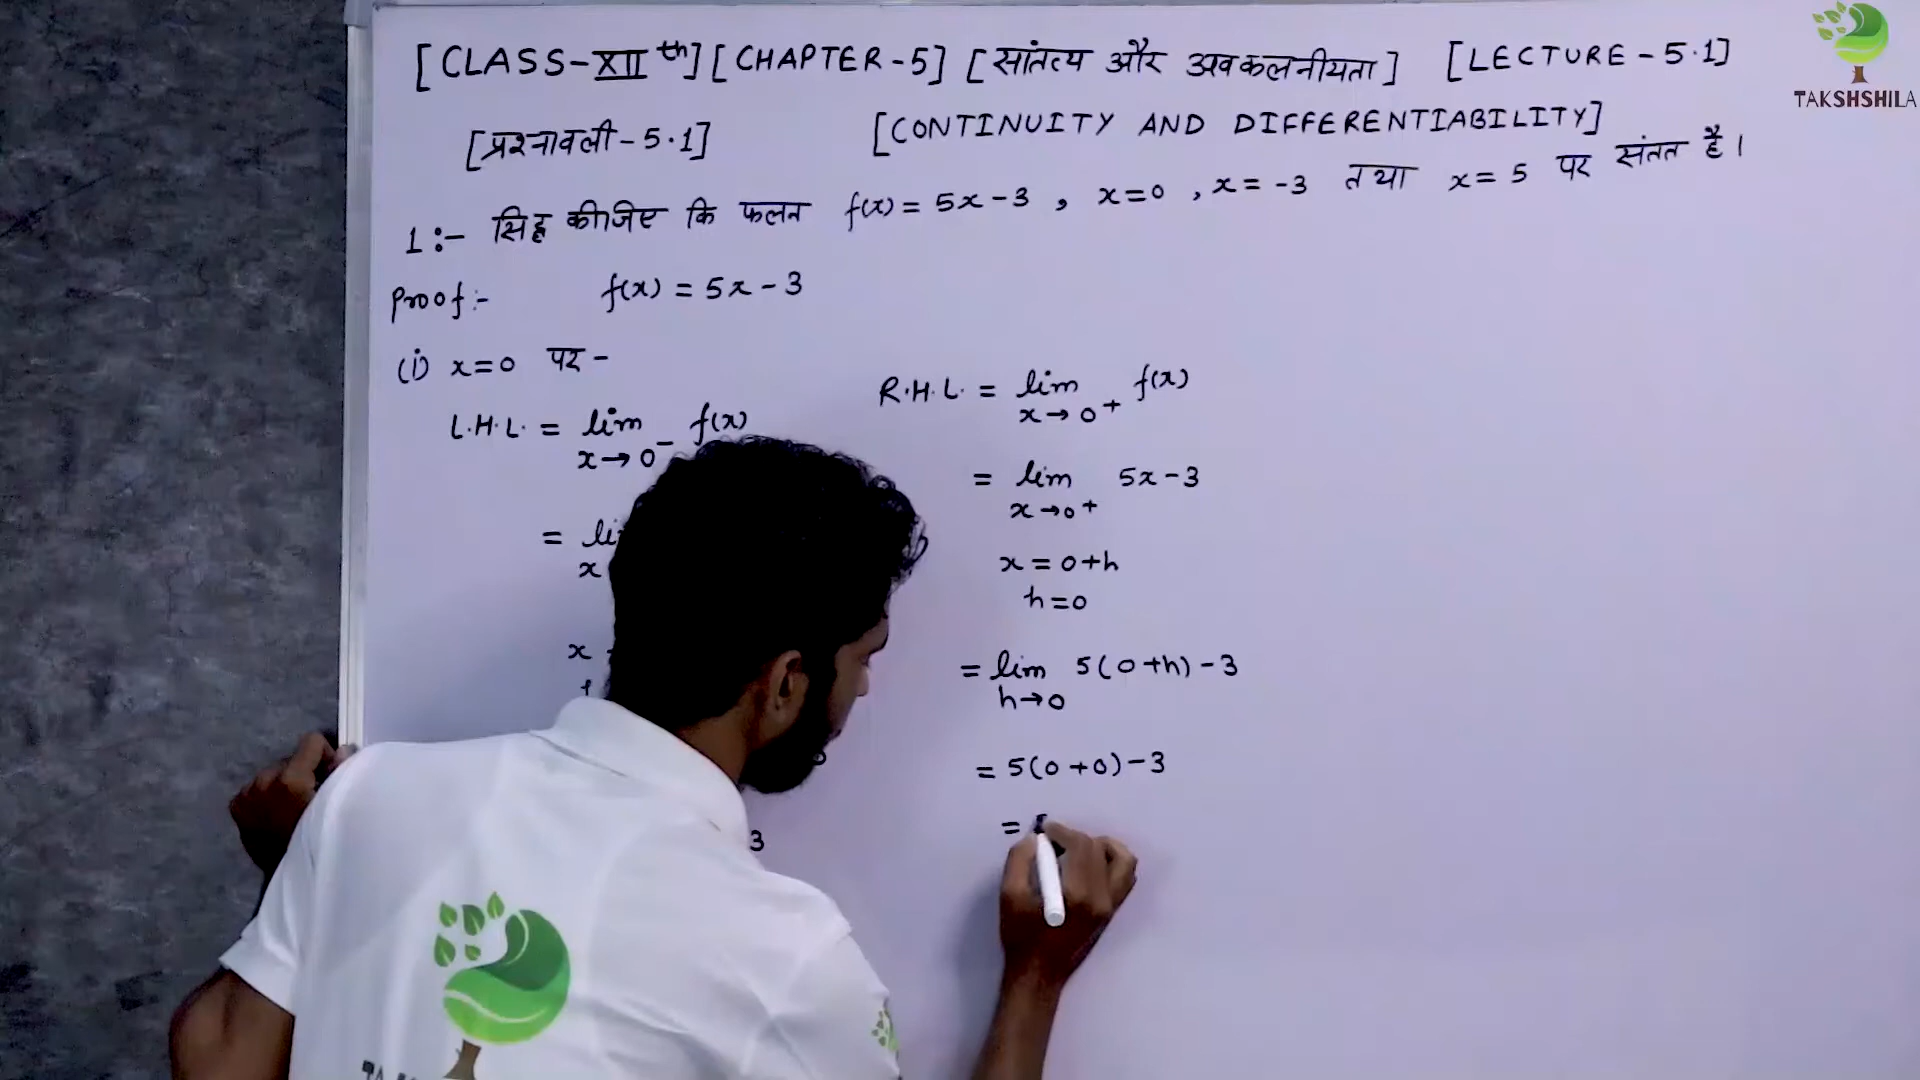 [CLASS-XII th] [CHAPTER-5] [सांतत्य और अवकलनीयता] [LECTURE-5.1]
[प्रश्नावली-5.1] [CONTINUITY AND DIFFERENTIABILITY]
1:- सिद्ध कीजिए कि फलन f(x) = 5x-3 , x=0 , x= -3 तथा x= 5 पर संतत है।
Proof:- f(x) = 5x-3
(i) x=0 पर -
L.H.L. = lim f(x)
x→0-
=
x
x
3
R.H.L. = lim f(x)
x→0+
= lim 5x-3
x→0+
x = 0+h
h=0
= lim 5(0+h)-3
h→0
= 5(0+0)-3
=
TAKSHSHILA